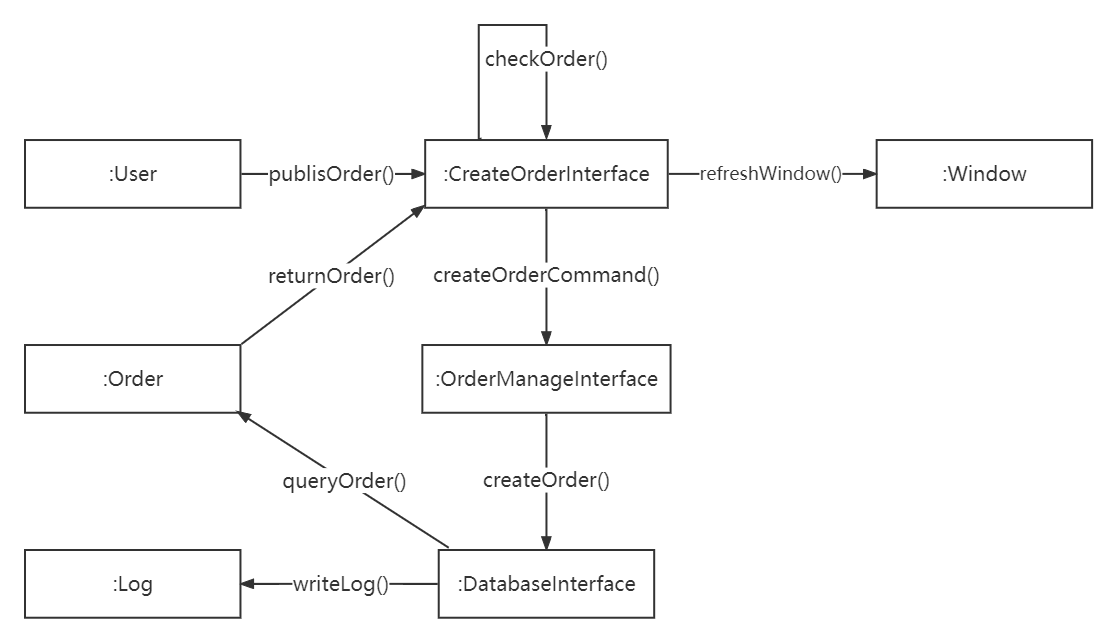 checkOrder()
:User
publisOrder()
:CreateOrderInterface
refreshWindow()
:Window
returnOrder()
createOrderCommand()
:Order
:OrderManageInterface
queryOrder()
createOrder()
:Log
writeLog()
:DatabaseInterface